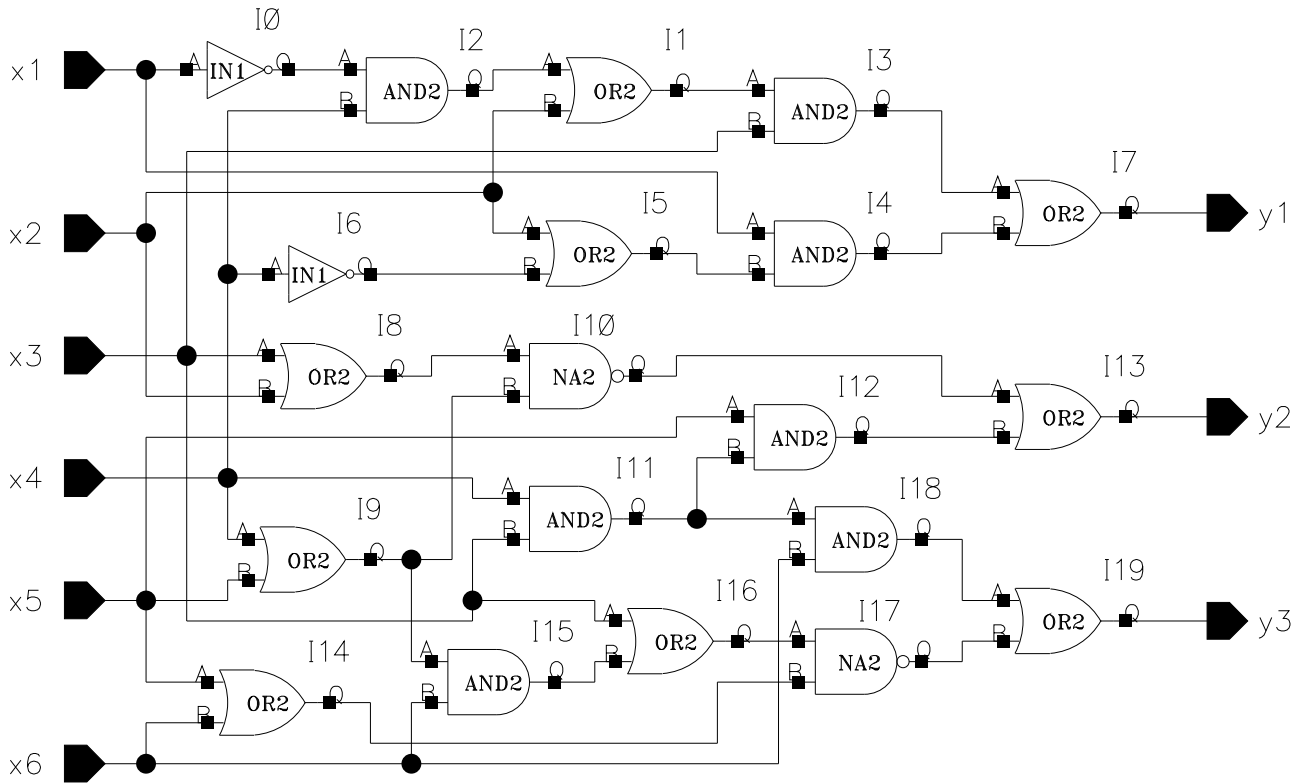 I0
x1 A IN1 Q A I2 I1 I3
B AND2 Q A B OR2 Q A B AND2 Q
I7
A B OR2 Q y1
x2 I6 I5 I4
A IN1 Q A B OR2 Q A B AND2 Q
I8 I10 I13
x3 A B OR2 Q A B NA2 Q I12 A B OR2 Q y2
A B AND2 Q
x4 I9 I11 I18
A B OR2 Q A B AND2 Q A B AND2 Q
x5 I16 I17 I19
A B OR2 Q A B NA2 Q A B OR2 Q y3
I14 I15
A B OR2 Q A B AND2 Q
x6